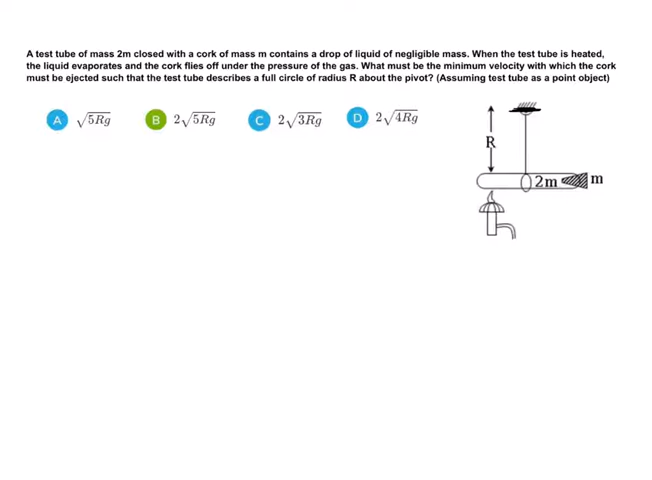 A test tube of mass 2m closed with a cork of mass m contains a drop of liquid of negligible mass. When the test tube is heated,
the liquid evaporates and the cork flies off under the pressure of the gas. What must be the minimum velocity with which the cork
must be ejected such that the test tube describes a full circle of radius R about the pivot? (Assuming test tube as a point object)
A √5Rg B 2√5Rg C 2√3Rg D 2√4Rg
R
2m m